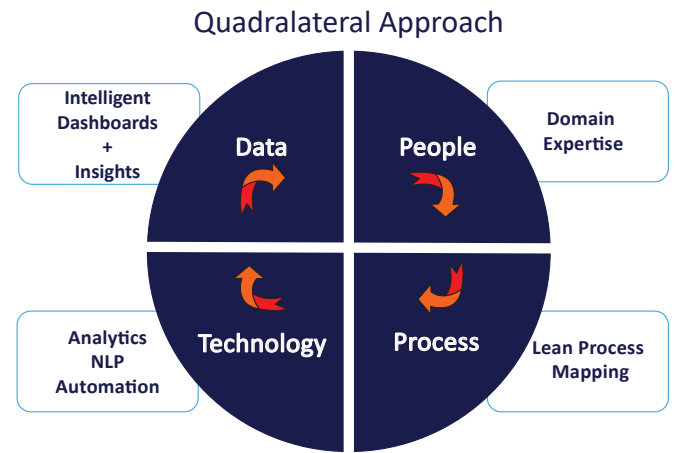 Quadralateral Approach
Intelligent
Dashboards
+
Insights
Data
People
Domain
Expertise
Analytics
NLP
Automation
Technology
Process
Lean Process
Mapping